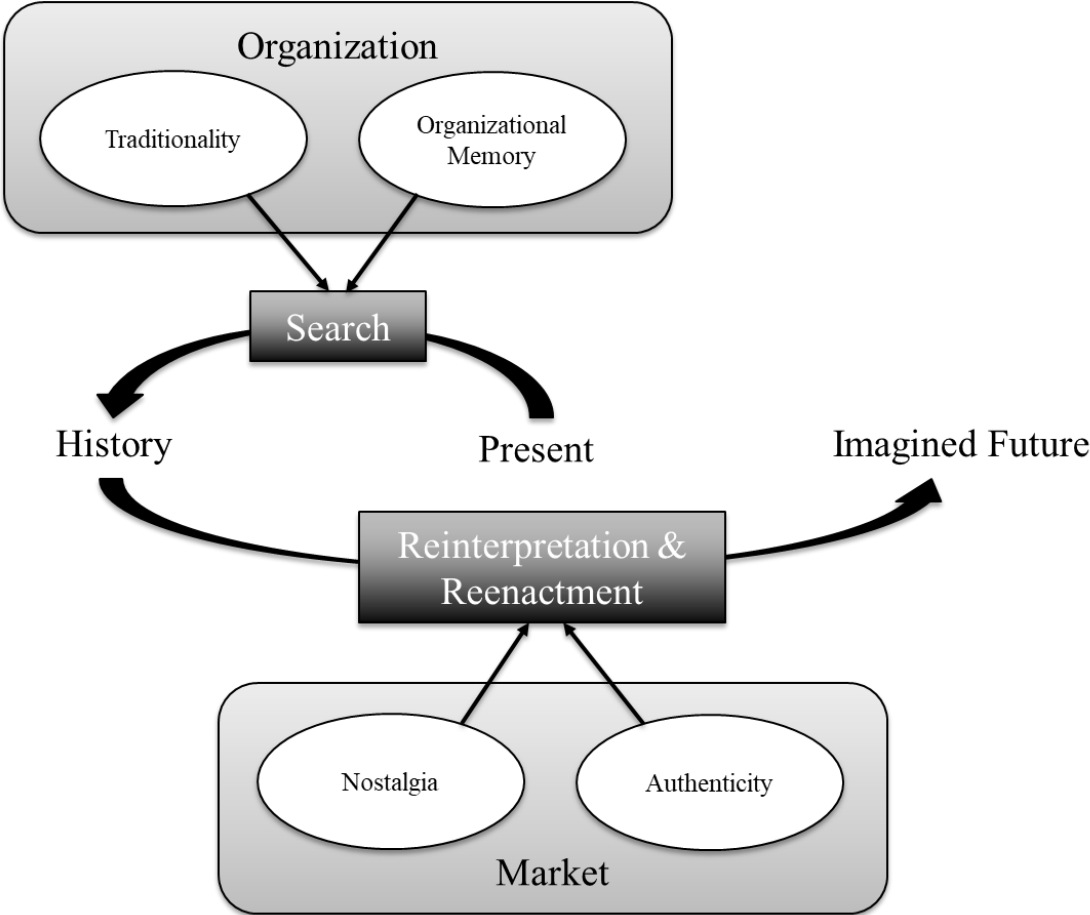 Organization
Traditionality
Organizational
Memory
Search
History
Present
Imagined Future
Reinterpretation &
Reenactment
Nostalgia
Authenticity
Market